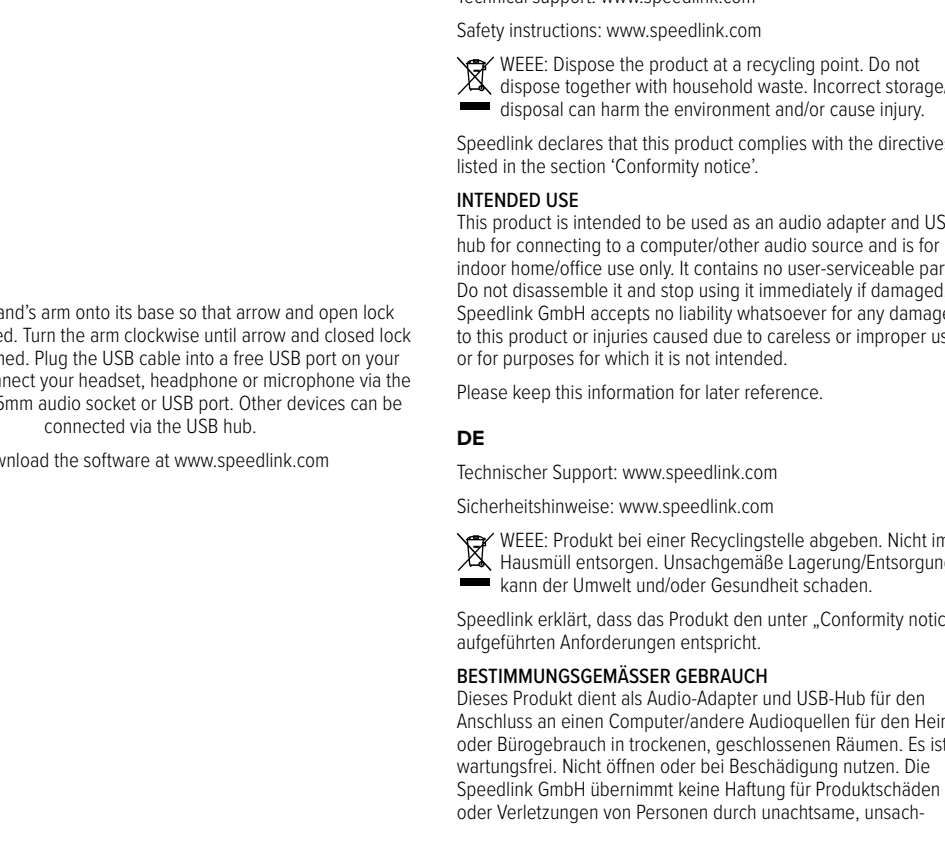 and's arm onto its base so that arrow and open lock
ed. Turn the arm clockwise until arrow and closed lock
ned. Plug the USB cable into a free USB port on your
nnect your headset, headphone or microphone via the
5mm audio socket or USB port. Other devices can be
connected via the USB hub.
wnload the software at www.speedlink.com
Technical support: www.speedlink.com
Safety instructions: www.speedlink.com
WEEE: Dispose the product at a recycling point. Do not
dispose together with household waste. Incorrect storage/
disposal can harm the environment and/or cause injury.
Speedlink declares that this product complies with the directives
listed in the section ‘Conformity notice’.
INTENDED USE
This product is intended to be used as an audio adapter and US
hub for connecting to a computer/other audio source and is for
indoor home/office use only. It contains no user-serviceable par
Do not disassemble it and stop using it immediately if damaged.
Speedlink GmbH accepts no liability whatsoever for any damage
to this product or injuries caused due to careless or improper us
or for purposes for which it is not intended.
Please keep this information for later reference.
DE
Technischer Support: www.speedlink.com
Sicherheitshinweise: www.speedlink.com
WEEE: Produkt bei einer Recyclingstelle abgeben. Nicht im
Hausmüll entsorgen. Unsachgemäße Lagerung/Entsorgung
kann der Umwelt und/oder Gesundheit schaden.
Speedlink erklärt, dass das Produkt den unter „Conformity notic
aufgeführten Anforderungen entspricht.
BESTIMMUNGSGEMÄSSER GEBRAUCH
Dieses Produkt dient als Audio-Adapter und USB-Hub für den
Anschluss an einen Computer/andere Audioquellen für den Heim
oder Bürogebrauch in trockenen, geschlossenen Räumen. Es ist
wartungsfrei. Nicht öffnen oder bei Beschädigung nutzen. Die
Speedlink GmbH übernimmt keine Haftung für Produktschäden
oder Verletzungen von Personen durch unachtsame, unsach-